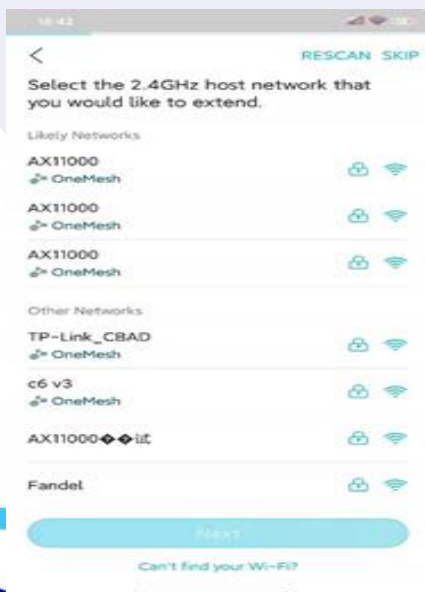 16:42
RESCAN SKIP
Select the 2.4GHz host network that
you would like to extend.
Likely Networks
AX11000
OneMesh
AX11000
OneMesh
AX11000
OneMesh
Other Networks
TP-Link_CBAD
OneMesh
c6 v3
OneMesh
AX11000��试
Fandel
Next
Can't find your Wi-Fi?